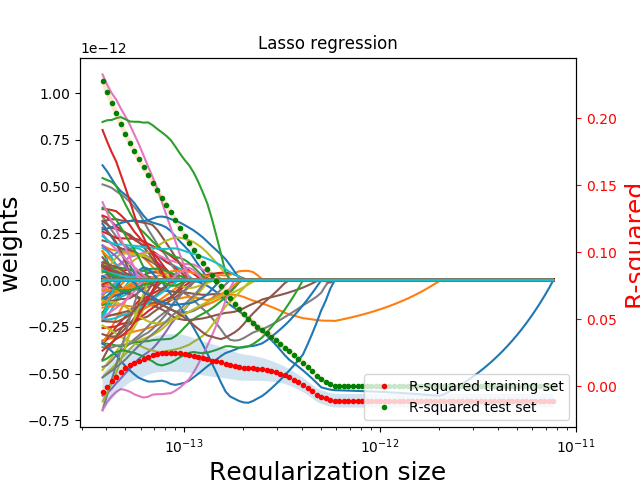 Lasso regression
1e−12
weights
1.00
0.75
0.50
0.25
0.00
−0.25
−0.50
−0.75
0.20
0.15
0.10
0.05
0.00
R-squared
R-squared training set
R-squared test set
10⁻¹³
10⁻¹²
10⁻¹¹
Regularization size